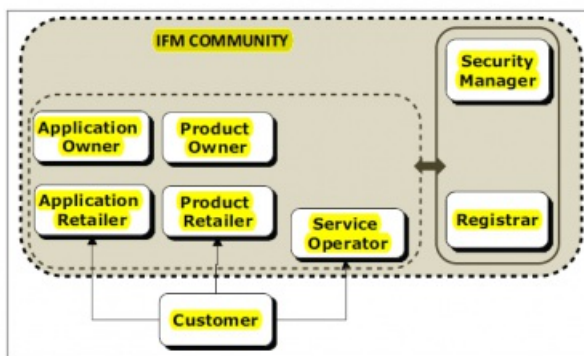 IFM COMMUNITY
Security
Manager
Application
Owner
Product
Owner
Application
Retailer
Product
Retailer
Service
Operator
Registrar
Customer